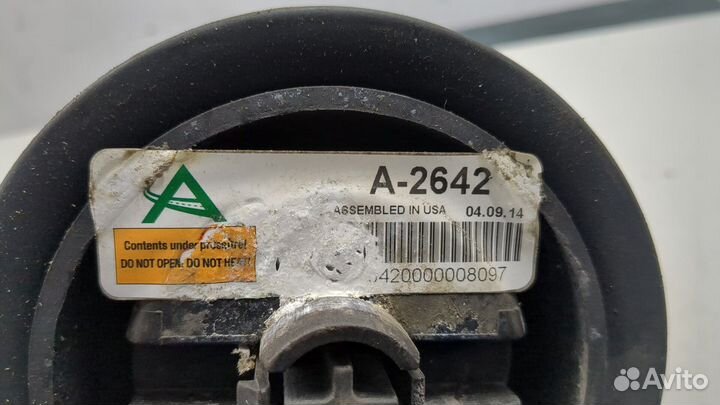 A-2642
ASSEMBLED IN USA 04.09.14
Contents under pressure!
DO NOT OPEN. DO NOT HEAT!
420000008097
Avito